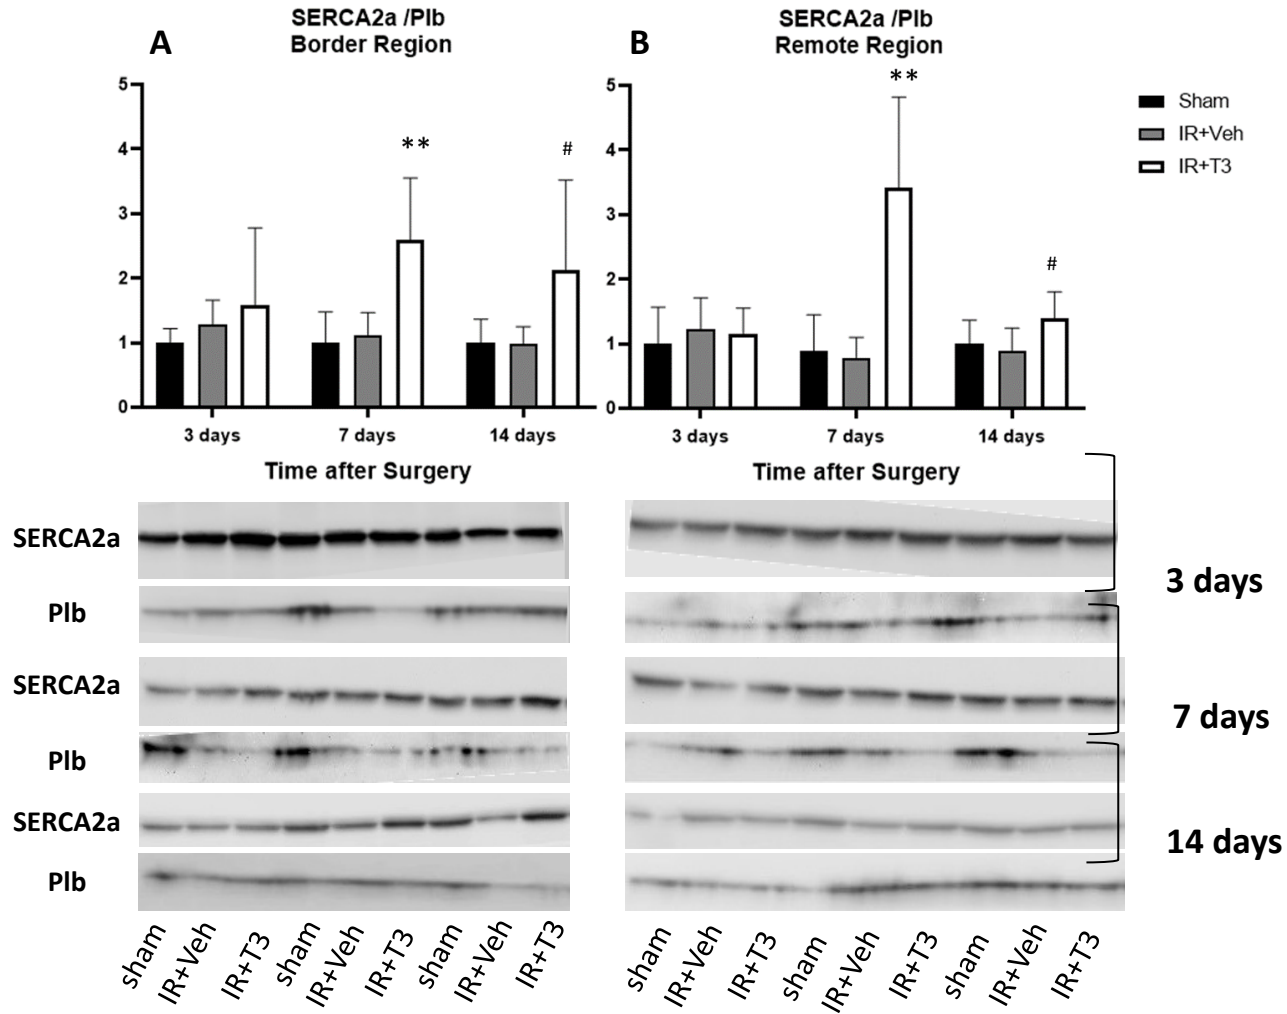 A
SERCA2a /Plb
Border Region
5
4
3
2
1
0
**
#
3 days
7 days
14 days
Time after Surgery
B
SERCA2a /Plb
Remote Region
5
4
3
2
1
0
**
#
3 days
7 days
14 days
Time after Surgery
Sham
IR+Veh
IR+T3
SERCA2a
Plb
3 days
SERCA2a
Plb
7 days
SERCA2a
Plb
14 days
sham
IR+Veh
IR+T3
sham
IR+Veh
IR+T3
sham
IR+Veh
IR+T3
sham
IR+Veh
IR+T3
sham
IR+Veh
IR+T3
sham
IR+Veh
IR+T3